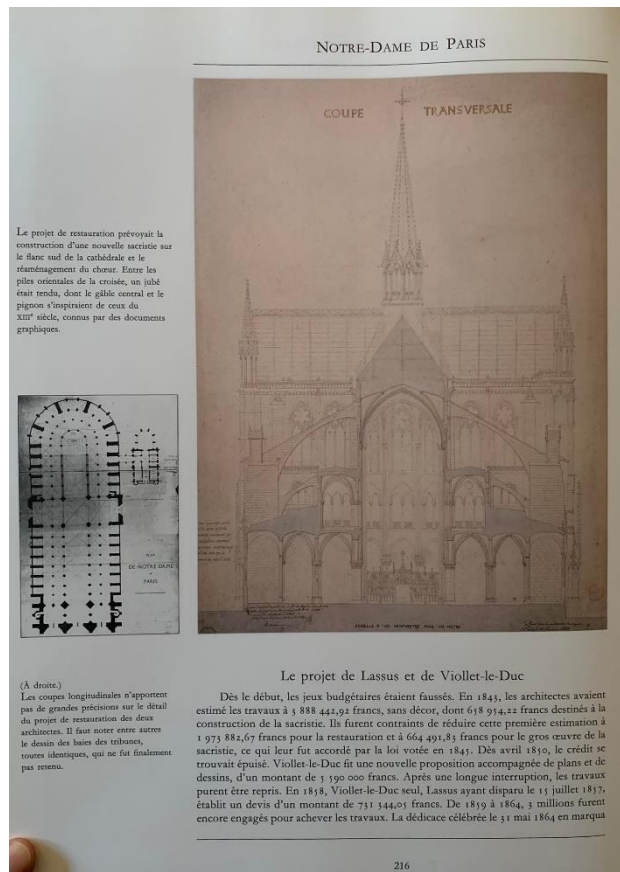 NOTRE-DAME DE PARIS
COUPE TRANSVERSALE
Le projet de restauration prévoyait la
construction d'une nouvelle sacristie sur
le flanc sud de la cathédrale et le
réaménagement du chœur. Entre les
piles orientales de la croisée, un jubé
était tendu, dont le gâble central et le
pignon s'inspiraient de ceux du
XIIIe siècle, connus par des documents
graphiques.
PLAN
DE NOTRE-DAME
PARIS
(À droite.)
Les coupes longitudinales n'apportent
pas de grandes précisions sur le détail
du projet de restauration des deux
architectes. Il faut noter entre autres
le dessin des baies des tribunes,
toutes identiques, qui ne fut finalement
pas retenu.
Le projet de Lassus et de Viollet-le-Duc
Dès le début, les jeux budgétaires étaient faussés. En 1843, les architectes avaient
estimé les travaux à 3 888 442,92 francs, sans décor, dont 658 954,22 francs destinés à la
construction de la sacristie. Ils furent contraints de réduire cette première estimation à
1 973 882,67 francs pour la restauration et à 664 491,83 francs pour le gros œuvre de la
sacristie, ce qui leur fut accordé par la loi votée en 1845. Dès avril 1850, le crédit se
trouvait épuisé. Viollet-le-Duc fit une nouvelle proposition accompagnée de plans et de
dessins, d'un montant de 5 590 000 francs. Après une longue interruption, les travaux
purent être repris. En 1858, Viollet-le-Duc seul, Lassus ayant disparu le 15 juillet 1857,
établit un devis d'un montant de 731 344,05 francs. De 1859 à 1864, 3 millions furent
encore engagés pour achever les travaux. La dédicace célébrée le 31 mai 1864 en marqua
216